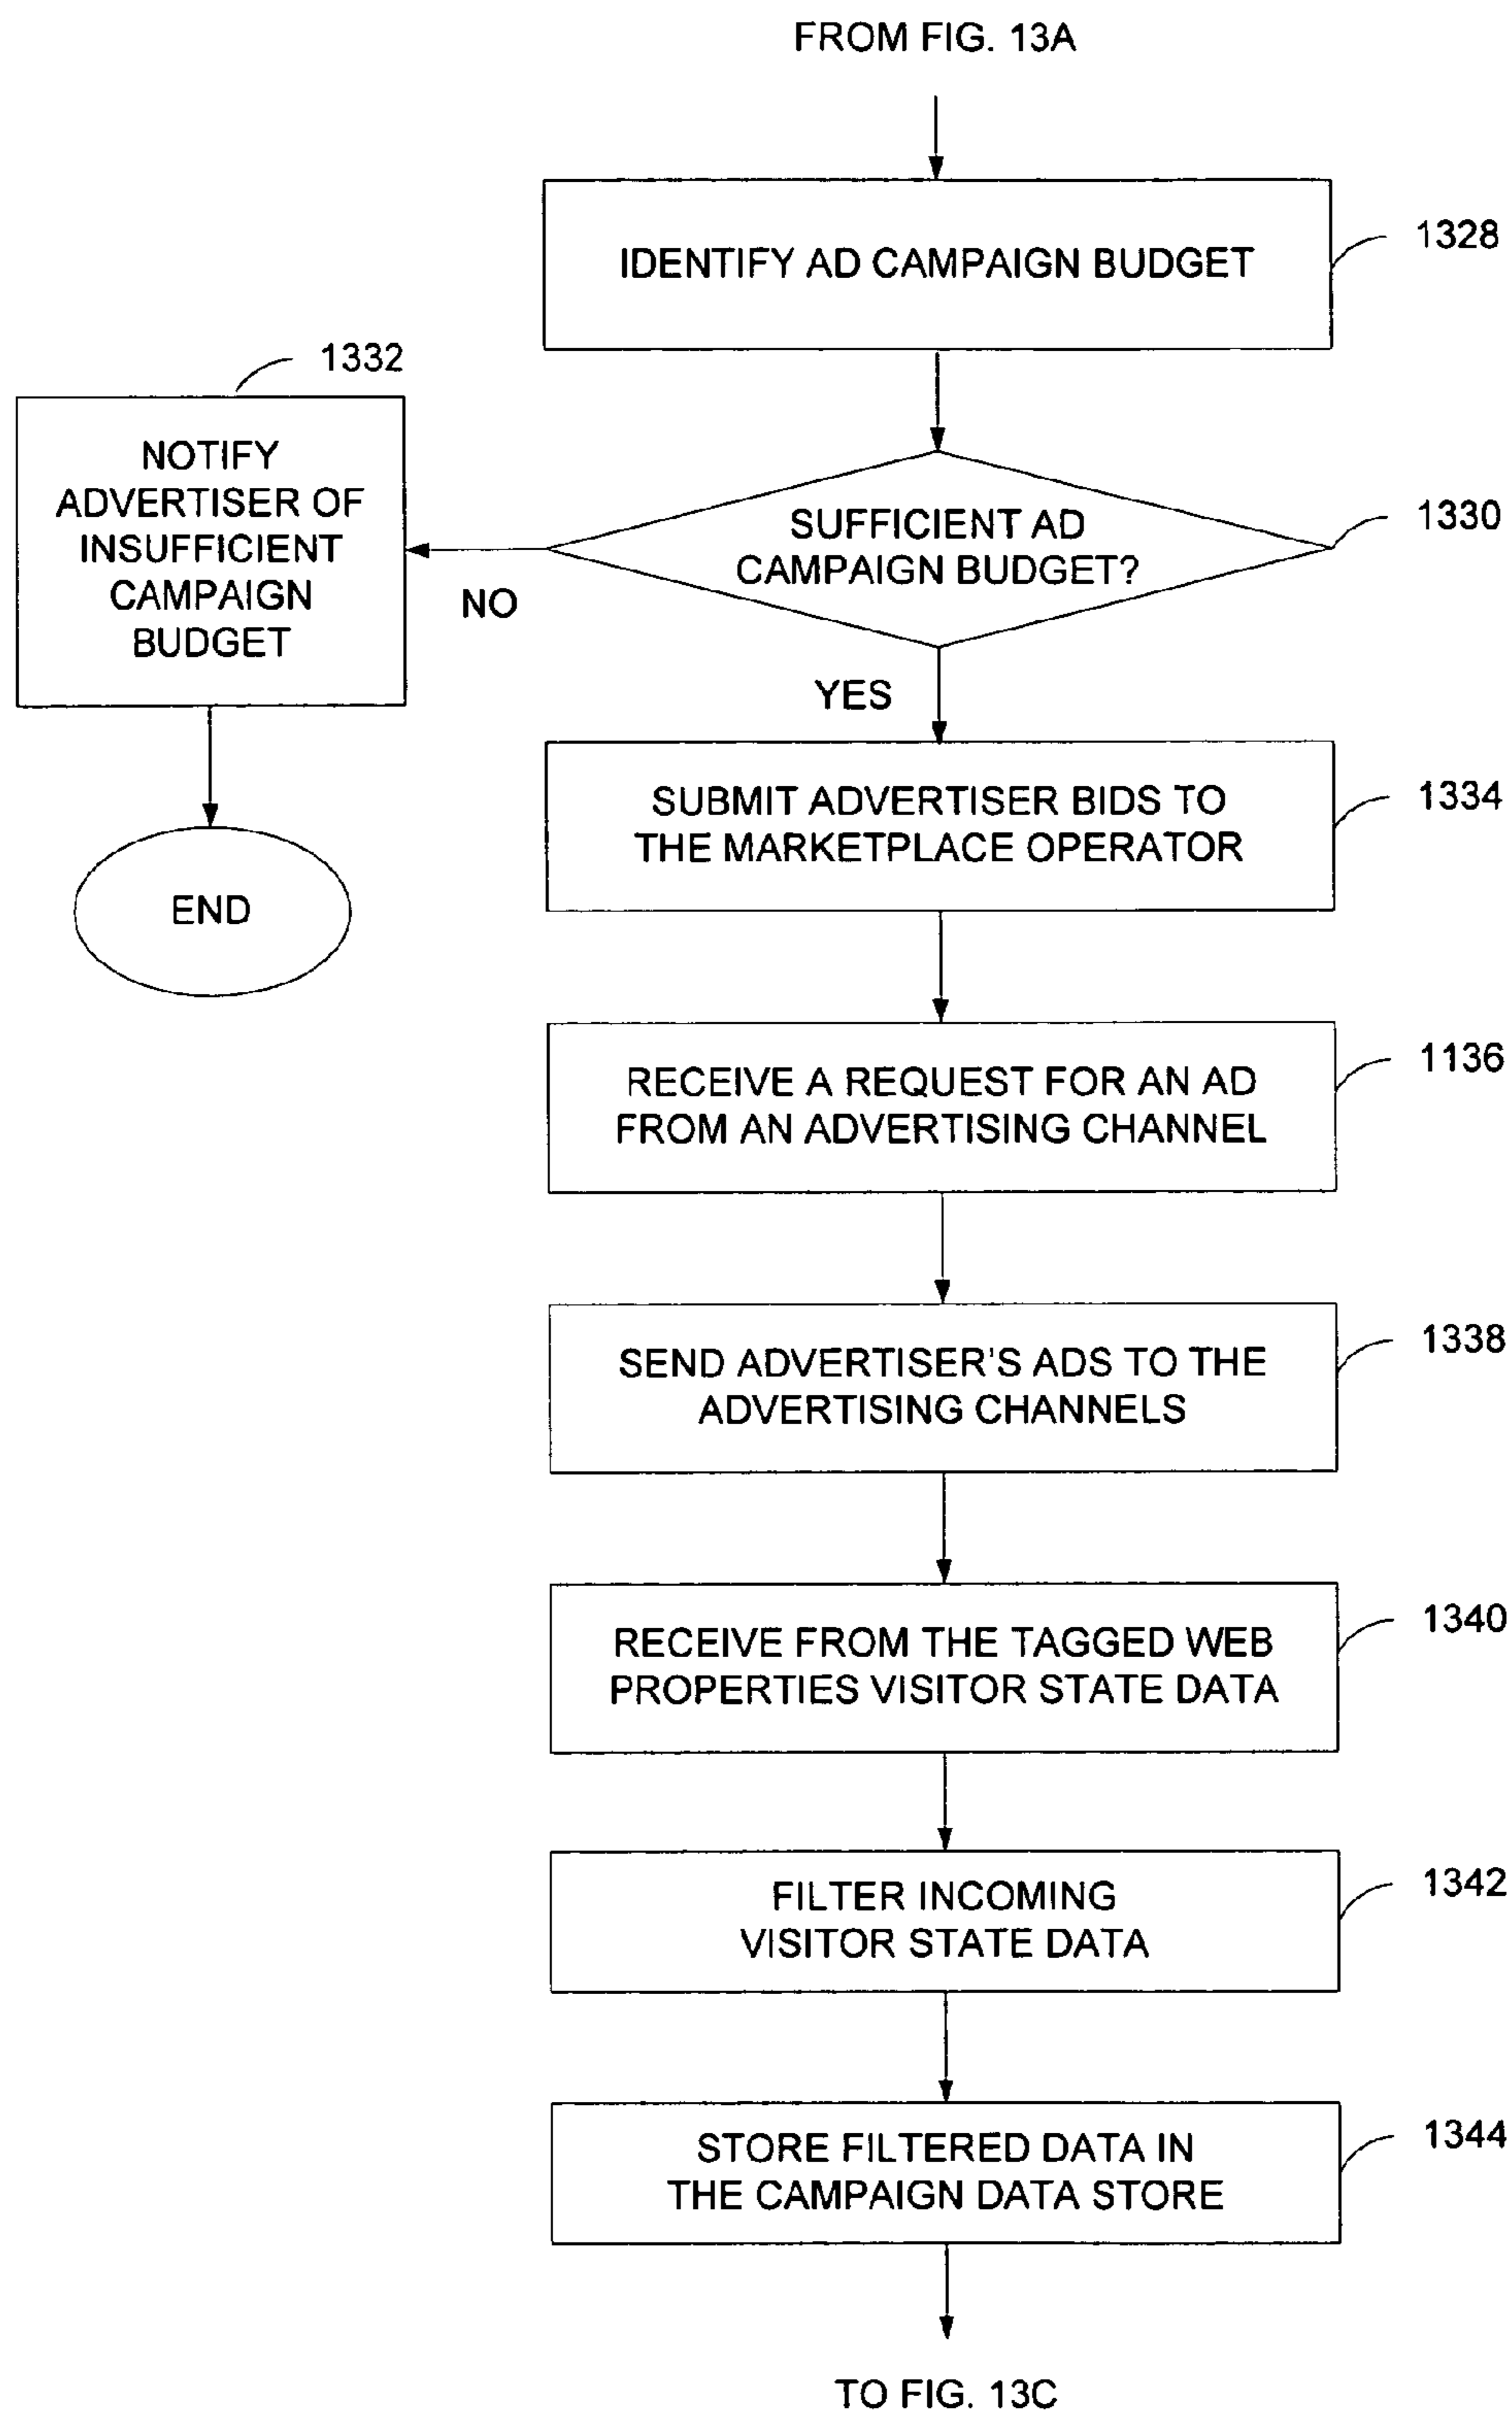 FROM FIG. 13A
IDENTIFY AD CAMPAIGN BUDGET
1328
1332
NOTIFY
ADVERTISER OF
INSUFFICIENT
CAMPAIGN
BUDGET
SUFFICIENT AD
CAMPAIGN BUDGET?
1330
NO
YES
END
SUBMIT ADVERTISER BIDS TO
THE MARKETPLACE OPERATOR
1334
RECEIVE A REQUEST FOR AN AD
FROM AN ADVERTISING CHANNEL
1136
SEND ADVERTISER'S ADS TO THE
ADVERTISING CHANNELS
1338
RECEIVE FROM THE TAGGED WEB
PROPERTIES VISITOR STATE DATA
1340
FILTER INCOMING
VISITOR STATE DATA
1342
STORE FILTERED DATA IN
THE CAMPAIGN DATA STORE
1344
TO FIG. 13C